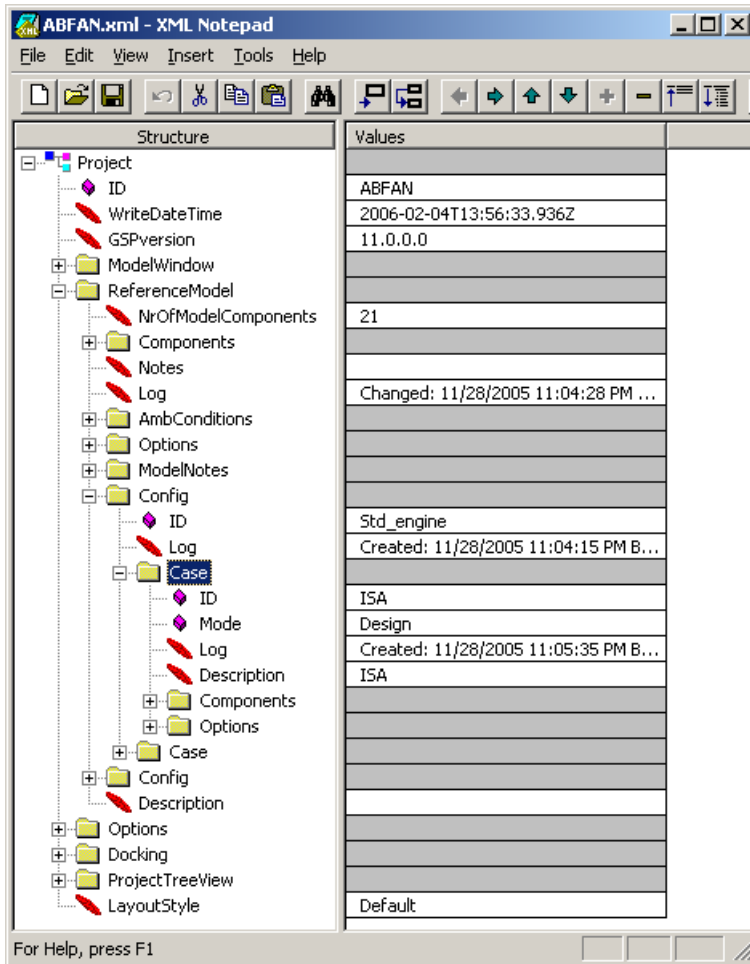 ABFAN.xml - XML Notepad
File Edit View Insert Tools Help
Structure Values
Project
ID ABFAN
WriteDateTime 2006-02-04T13:56:33.936Z
GSPversion 11.0.0.0
ModelWindow
ReferenceModel
NrOfModelComponents 21
Components
Notes
Log Changed: 11/28/2005 11:04:28 PM ...
AmbConditions
Options
ModelNotes
Config
ID Std_engine
Log Created: 11/28/2005 11:04:15 PM B...
Case
ID ISA
Mode Design
Log Created: 11/28/2005 11:05:35 PM B...
Description ISA
Components
Options
Case
Config
Description
Options
Docking
ProjectTreeView
LayoutStyle Default
For Help, press F1